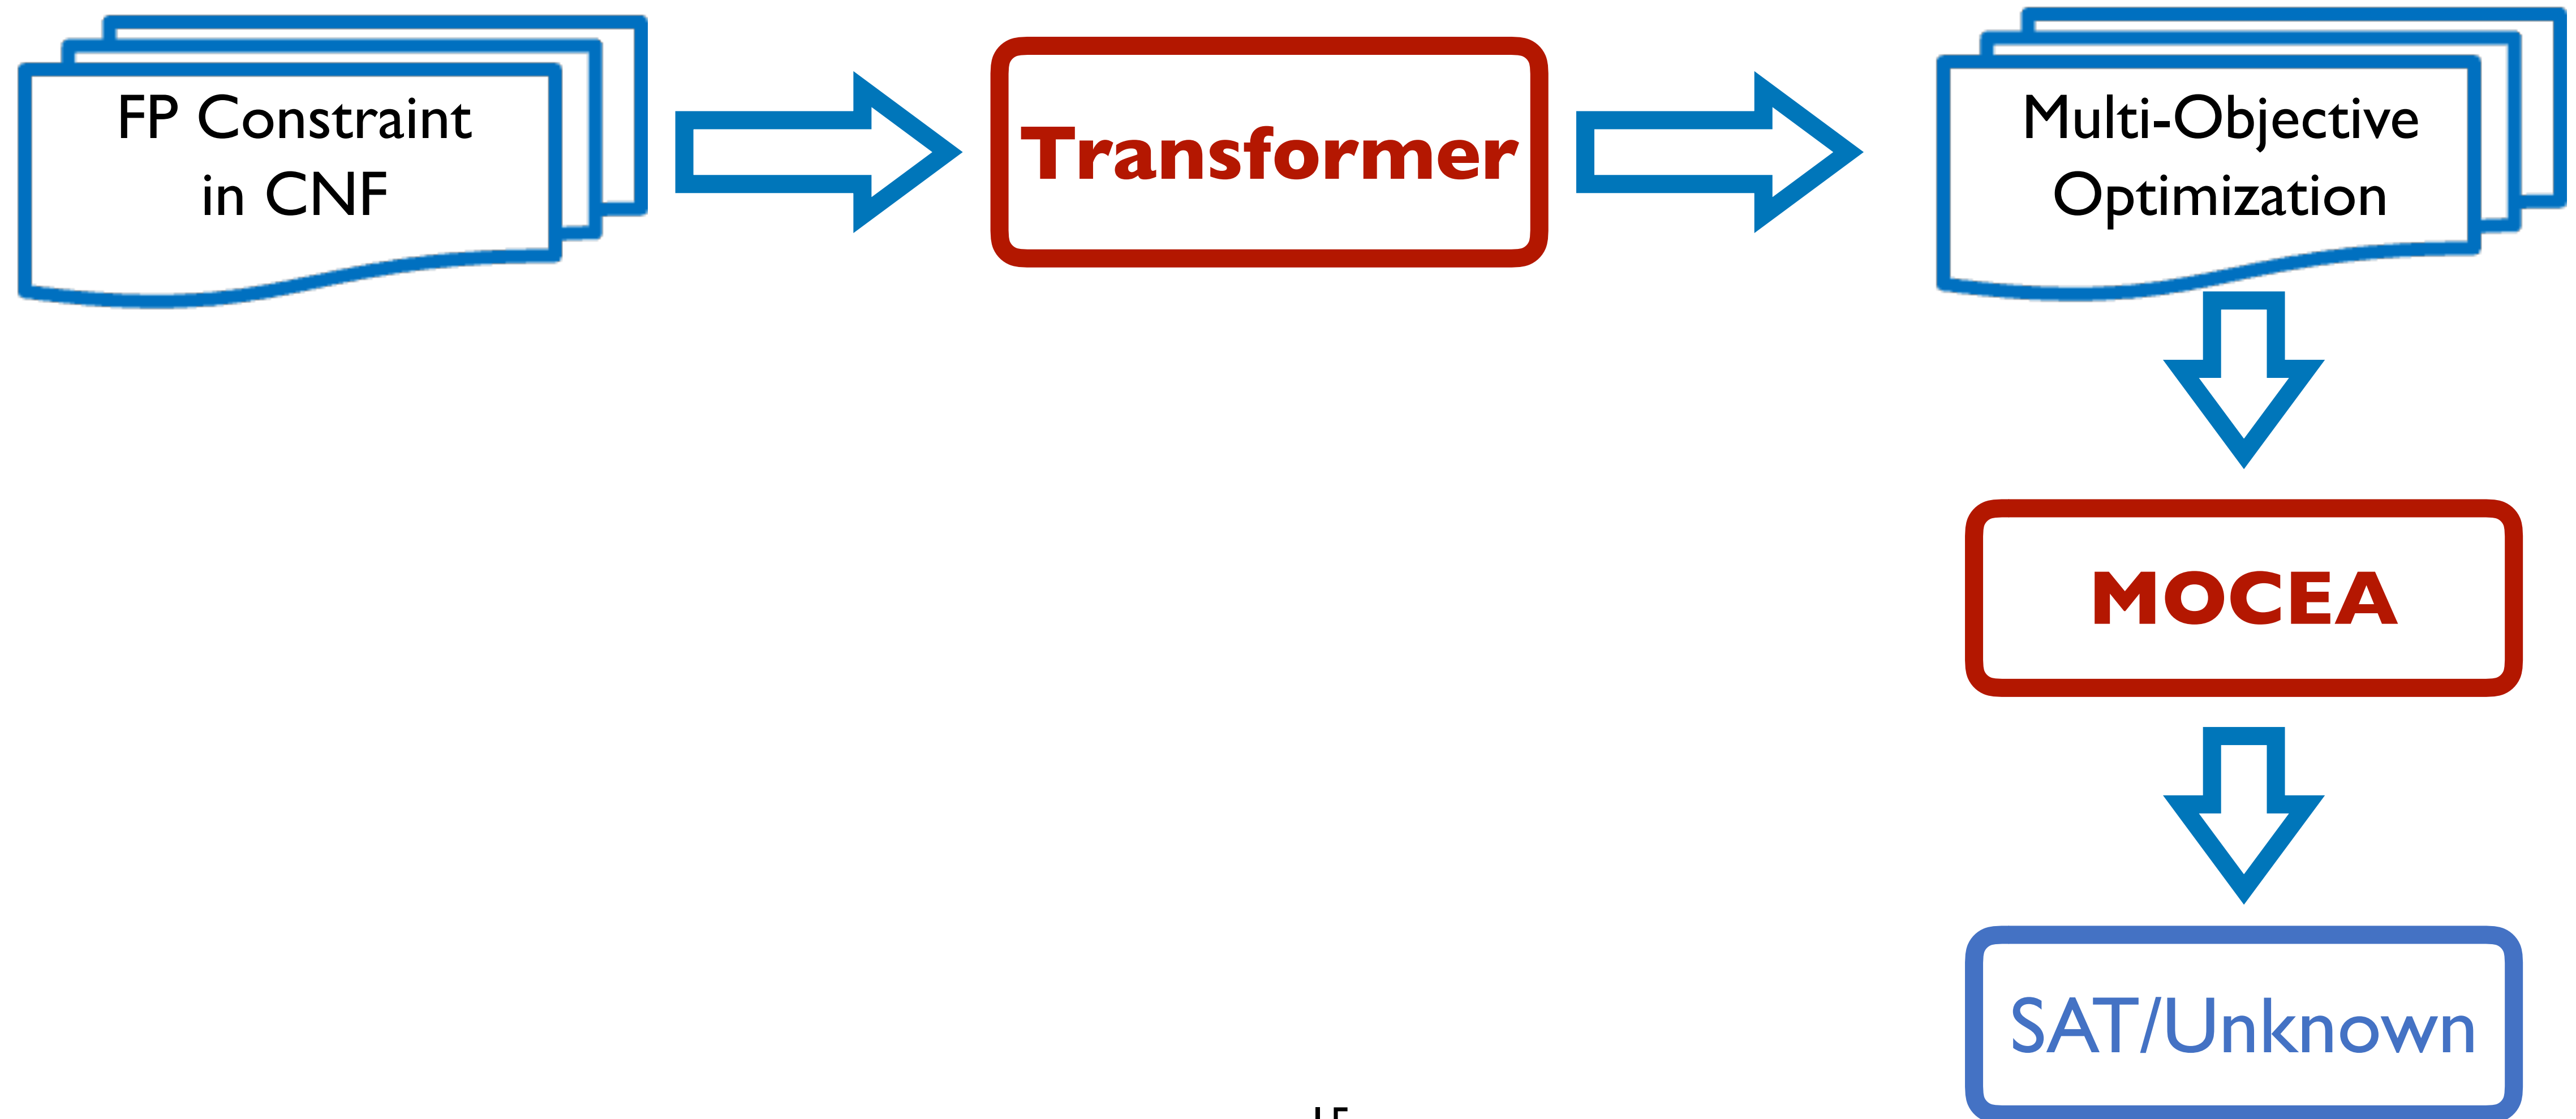 FP Constraint
in CNF
Transformer
Multi-Objective
Optimization
MOCEA
SAT/Unknown